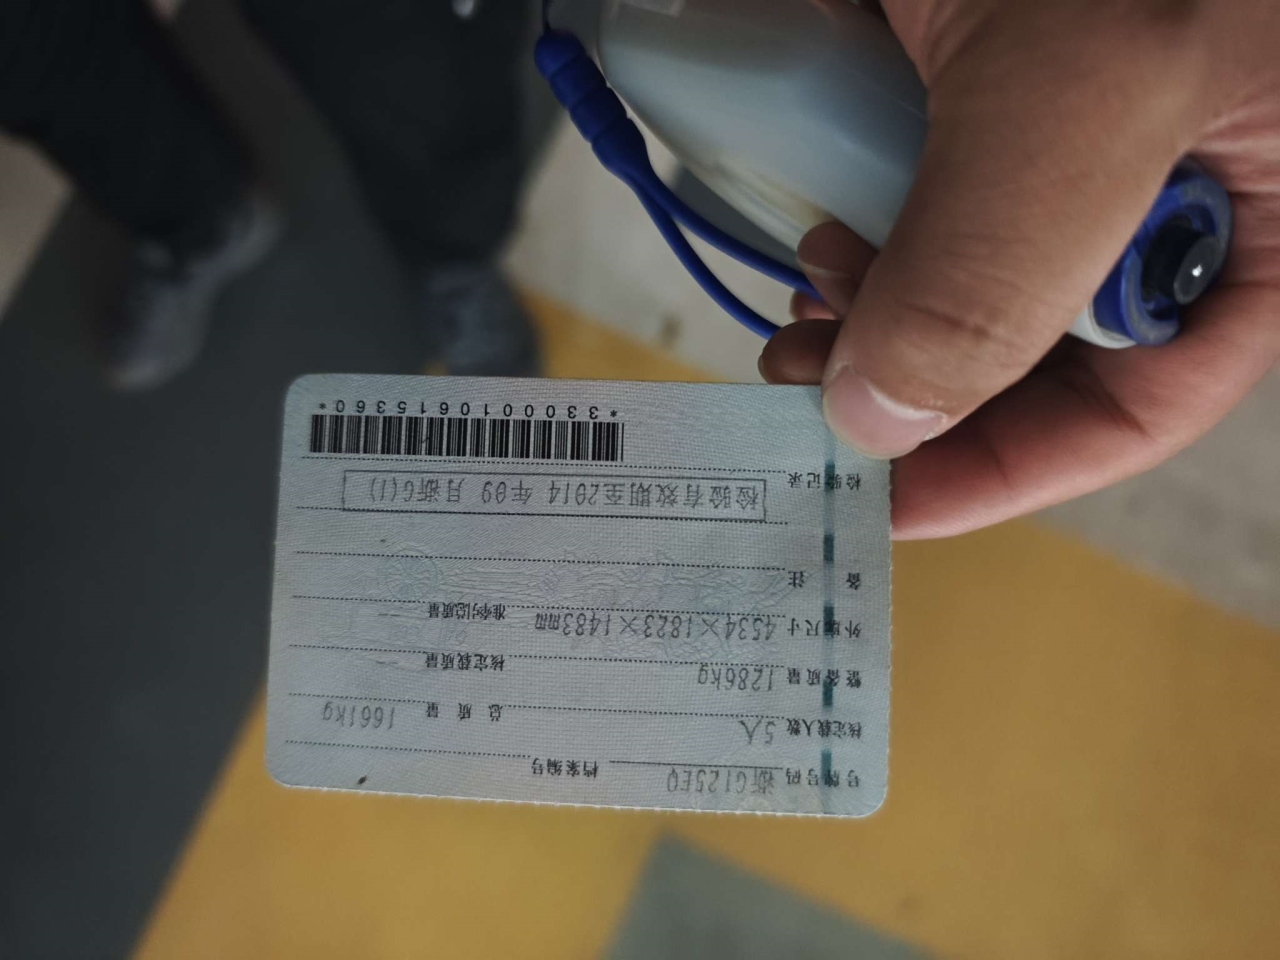 号牌号码 浙G125EQ 档案编号
核定载人数 5人 总质量 1661kg
整备质量 1286kg 核定载质量 --
外廓尺寸 4534×1823×1483mm 准牵引总质量 --
备注
检验记录
检验有效期至2014年09月浙G(1)
*3300010615360*